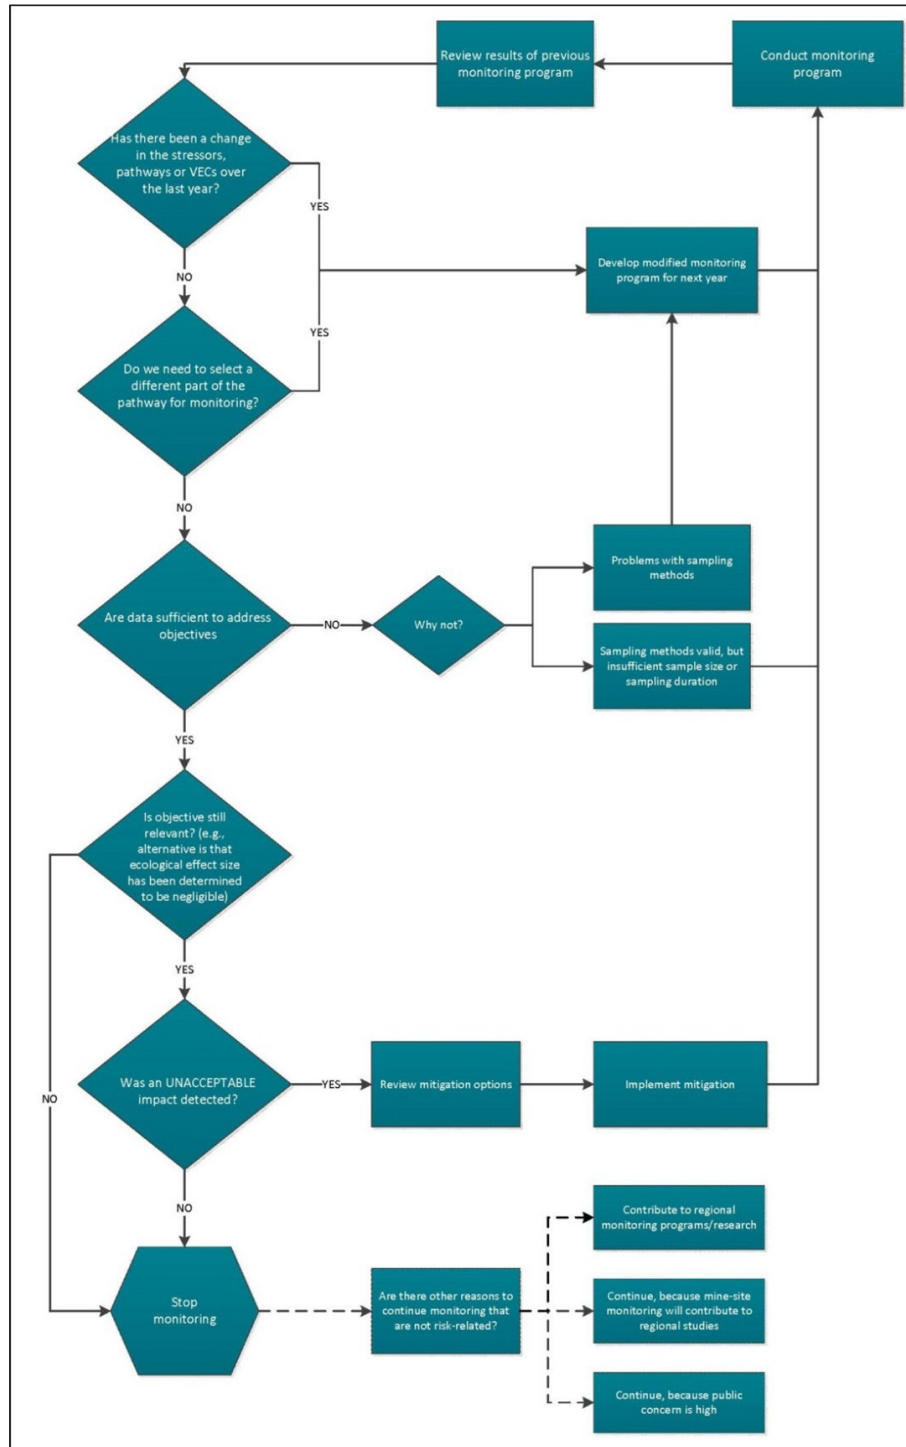 Review results of previous
monitoring program
Conduct monitoring
program
Has there been a change
in the stressors,
pathways or VECs over
the last year?
YES
NO
Develop modified monitoring
program for next year
YES
Do we need to select a
different part of the
pathway for monitoring?
NO
Problems with sampling
methods
Are data sufficient to address
objectives
NO
Why not?
Sampling methods valid, but
insufficient sample size or
sampling duration
YES
Is objective still
relevant? (e.g.,
alternative is that
ecological effect size
has been determined
to be negligible)
YES
NO
Was an UNACCEPTABLE
impact detected?
YES
Review mitigation options
Implement mitigation
NO
Stop
monitoring
Are there other reasons to
continue monitoring that
are not risk-related?
Contribute to regional
monitoring programs/research
Continue, because mine-site
monitoring will contribute to
regional studies
Continue, because public
concern is high